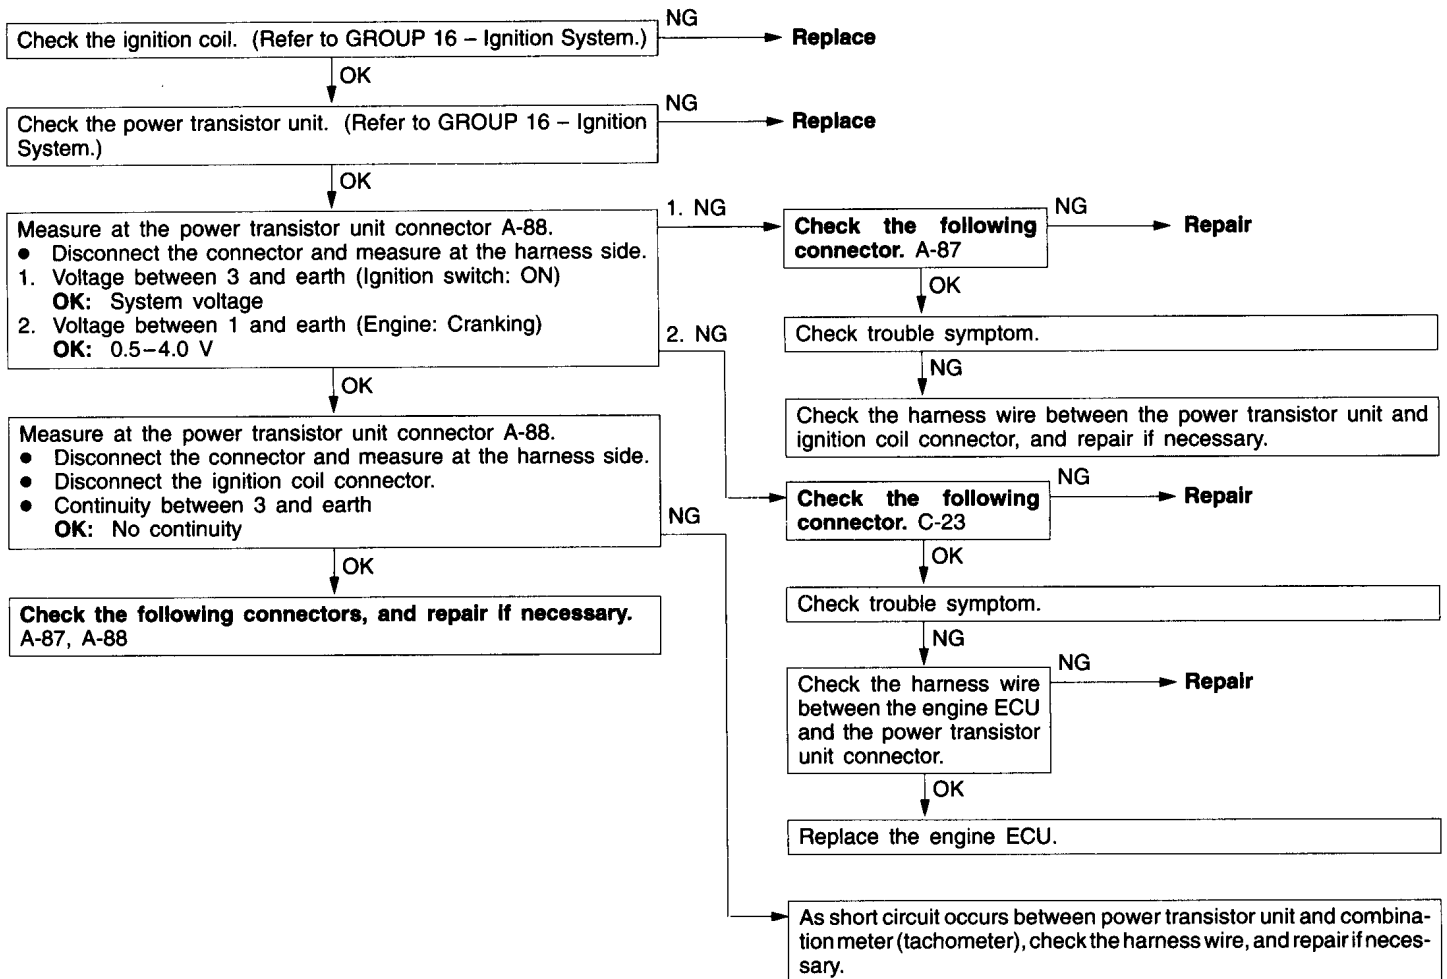 NG
Check the ignition coil. (Refer to GROUP 16 – Ignition System.)
Replace
OK
NG
Check the power transistor unit. (Refer to GROUP 16 – Ignition
System.)
Replace
OK
Measure at the power transistor unit connector A-88.
● Disconnect the connector and measure at the harness side.
1. Voltage between 3 and earth (Ignition switch: ON)
OK: System voltage
2. Voltage between 1 and earth (Engine: Cranking)
OK: 0.5–4.0 V
1. NG
2. NG
OK
Measure at the power transistor unit connector A-88.
● Disconnect the connector and measure at the harness side.
● Disconnect the ignition coil connector.
● Continuity between 3 and earth
OK: No continuity
NG
OK
Check the following connectors, and repair if necessary.
A-87, A-88
Check the following
connector. A-87
NG
Repair
OK
Check trouble symptom.
NG
Check the harness wire between the power transistor unit and
ignition coil connector, and repair if necessary.
Check the following
connector. C-23
NG
Repair
OK
Check trouble symptom.
NG
Check the harness wire
between the engine ECU
and the power transistor
unit connector.
NG
Repair
OK
Replace the engine ECU.
As short circuit occurs between power transistor unit and combina-
tion meter (tachometer), check the harness wire, and repair if neces-
sary.